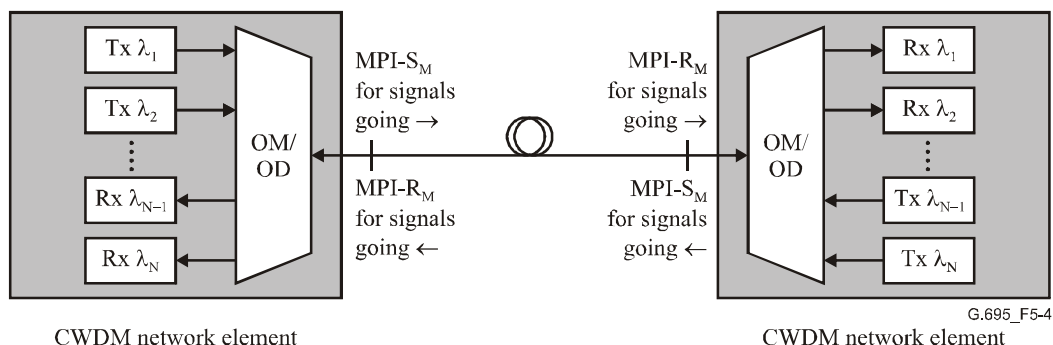 Tx λ1
Tx λ2
Rx λN–1
Rx λN
OM/
OD
MPI-SM
for signals
going →
MPI-RM
for signals
going ←
MPI-RM
for signals
going →
MPI-SM
for signals
going ←
OM/
OD
Rx λ1
Rx λ2
Tx λN–1
Tx λN
G.695_F5-4
CWDM network element
CWDM network element